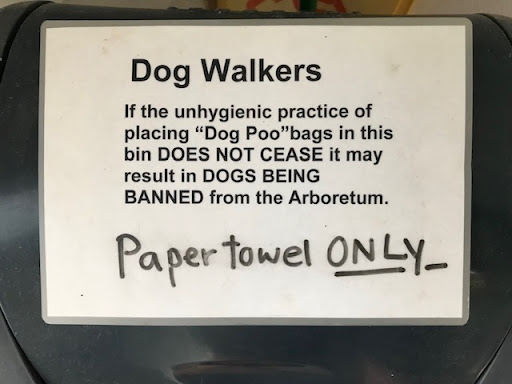 Dog Walkers
If the unhygienic practice of
placing “Dog Poo”bags in this
bin DOES NOT CEASE it may
result in DOGS BEING
BANNED from the Arboretum.
Paper towel ONLY_